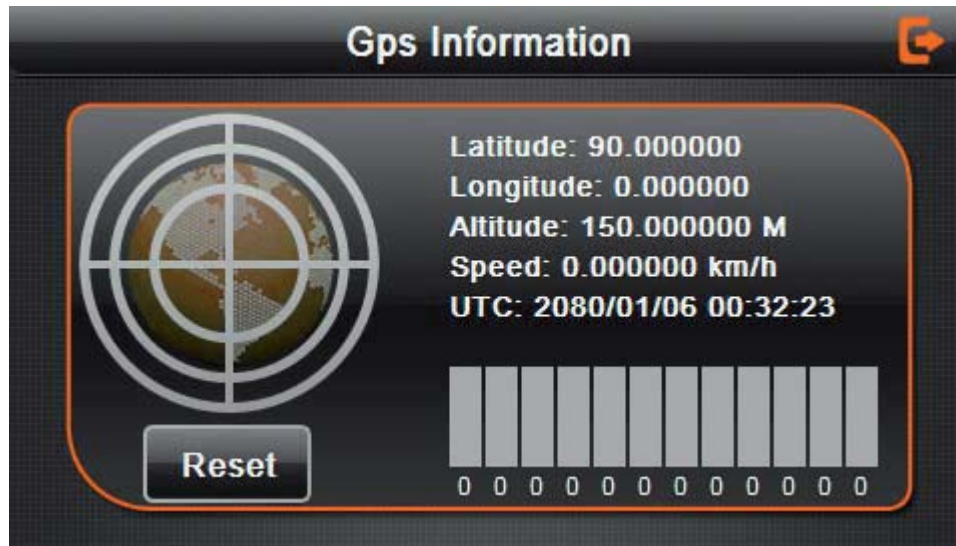 Gps Information
Latitude: 90.000000
Longitude: 0.000000
Altitude: 150.000000 M
Speed: 0.000000 km/h
UTC: 2080/01/06 00:32:23
Reset
0 0 0 0 0 0 0 0 0 0 0 0